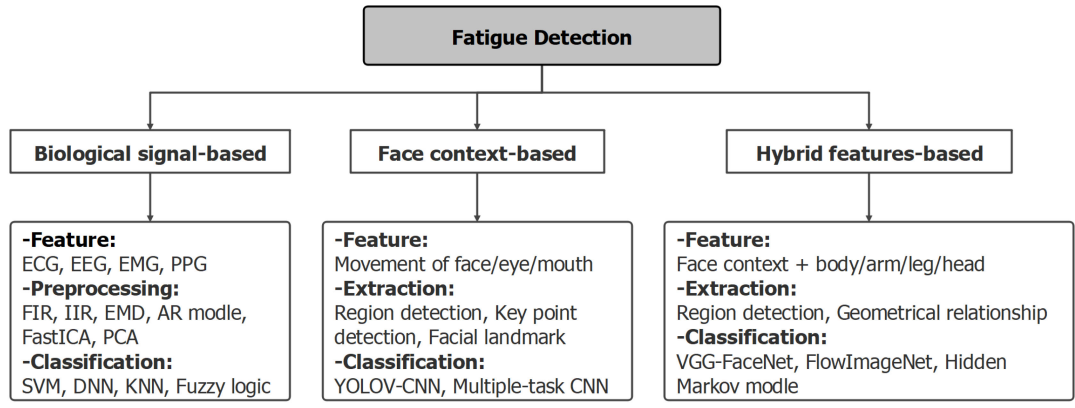 Fatigue Detection
Biological signal-based
Face context-based
Hybrid features-based
-Feature:
ECG, EEG, EMG, PPG
-Preprocessing:
FIR, IIR, EMD, AR modle,
FastICA, PCA
-Classification:
SVM, DNN, KNN, Fuzzy logic
-Feature:
Movement of face/eye/mouth
-Extraction:
Region detection, Key point
detection, Facial landmark
-Classification:
YOLOV-CNN, Multiple-task CNN
-Feature:
Face context + body/arm/leg/head
-Extraction:
Region detection, Geometrical relationship
-Classification:
VGG-FaceNet, FlowImageNet, Hidden
Markov modle